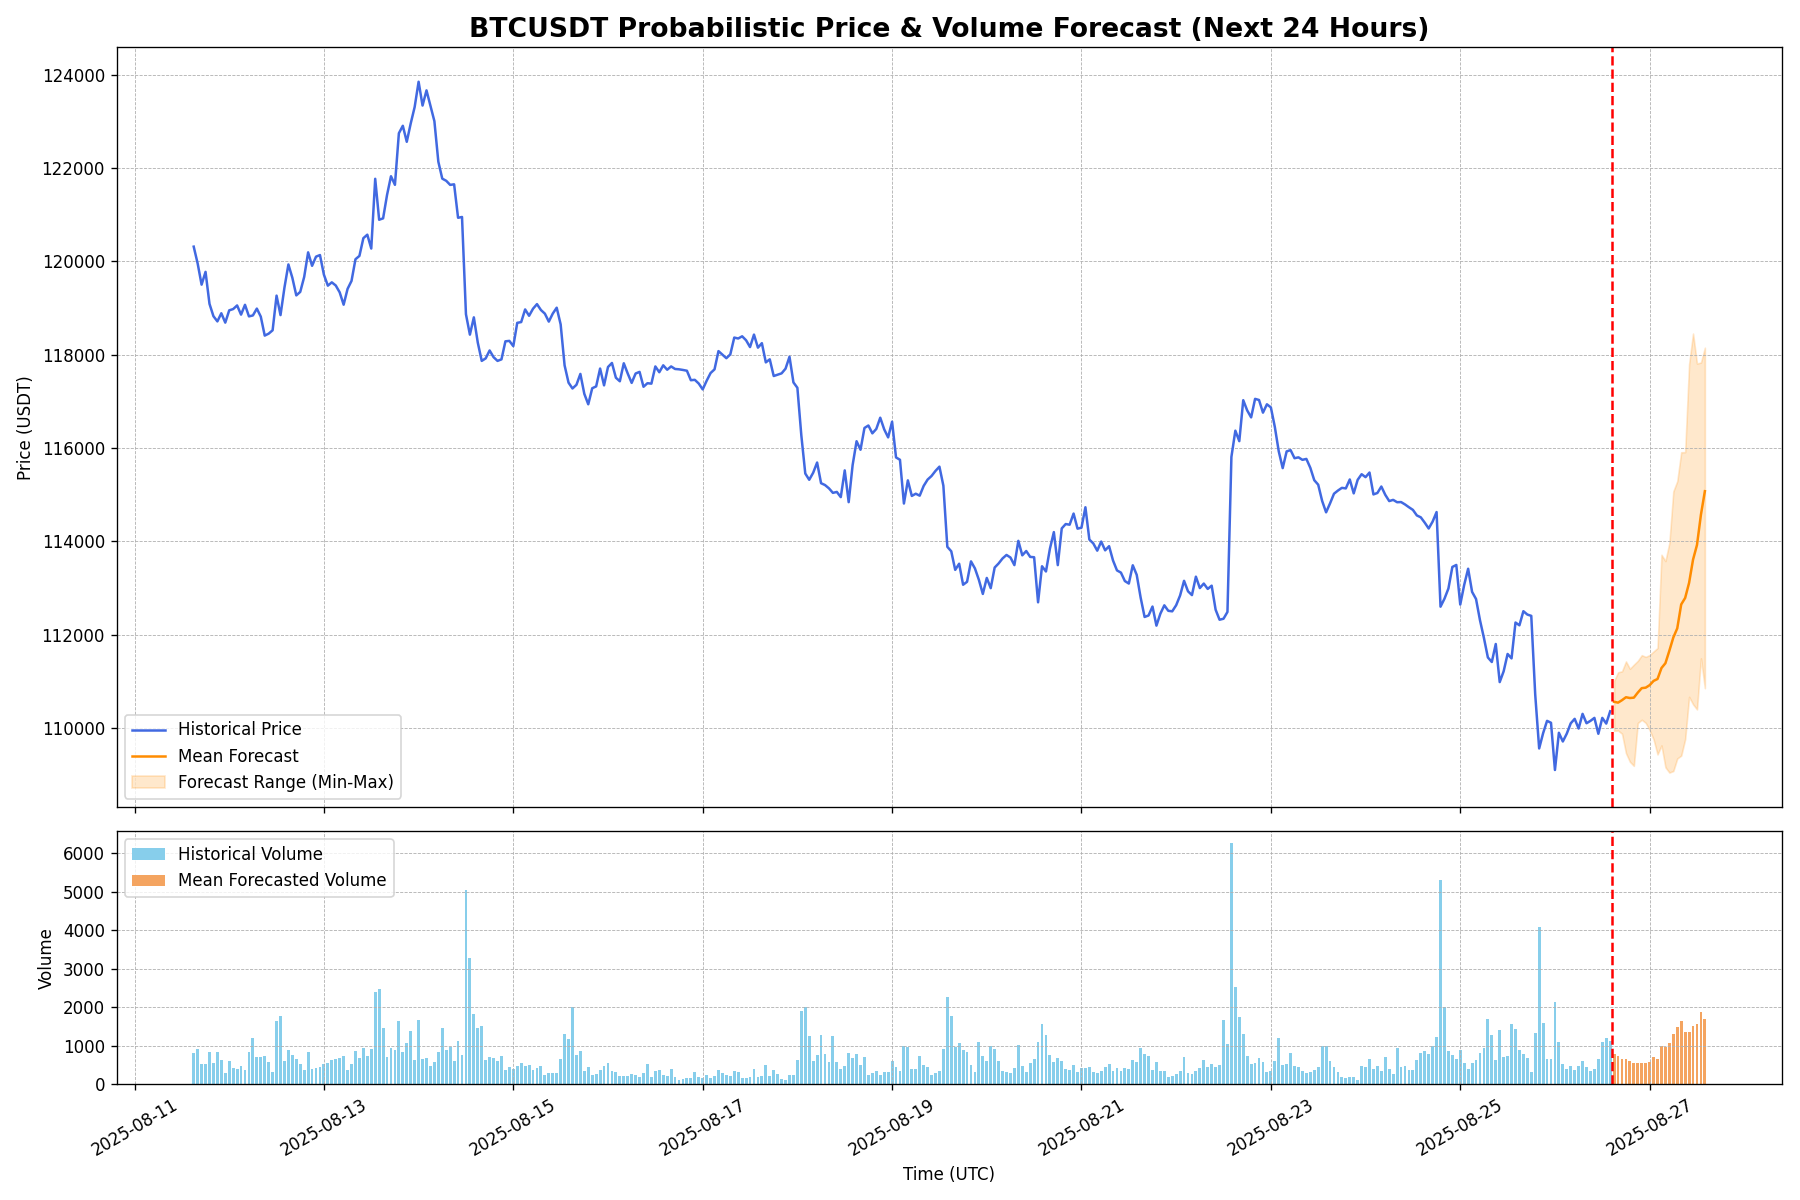 BTCUSDT Probabilistic Price & Volume Forecast (Next 24 Hours)
Price (USDT)
124000
122000
120000
118000
116000
114000
112000
110000
Historical Price
Mean Forecast
Forecast Range (Min-Max)
Volume
6000
5000
4000
3000
2000
1000
0
Historical Volume
Mean Forecasted Volume
2025-08-11
2025-08-13
2025-08-15
2025-08-17
2025-08-19
2025-08-21
2025-08-23
2025-08-25
2025-08-27
Time (UTC)